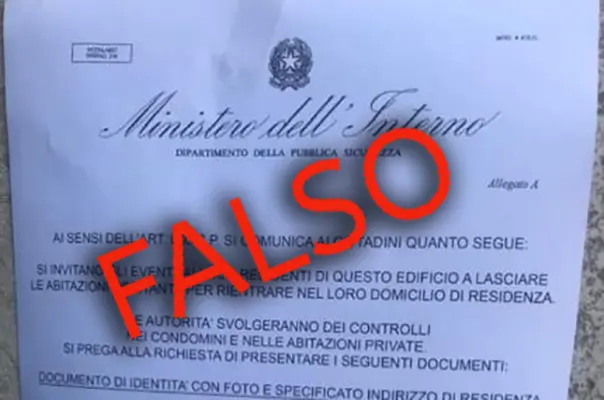 Ministero dell'Interno
DIPARTIMENTO DELLA PUBBLICA SICUREZZA
Allegato A
FALSO
AI SENSI DELL'ART. P. SI COMUNICA AI CITTADINI QUANTO SEGUE:
SI INVITANO GLI RESIDENTI DI QUESTO EDIFICIO A LASCIARE
LE ABITAZIONI PER RIENTRARE NEL LORO DOMICILIO DI RESIDENZA.
LE AUTORITA' SVOLGERANNO DEI CONTROLLI
NEI CONDOMINI E NELLE ABITAZIONI PRIVATE.
SI PREGA ALLA RICHIESTA DI PRESENTARE I SEGUENTI DOCUMENTI:
DOCUMENTO DI IDENTITA' CON FOTO E SPECIFICATO INDIRIZZO DI RESIDENZA